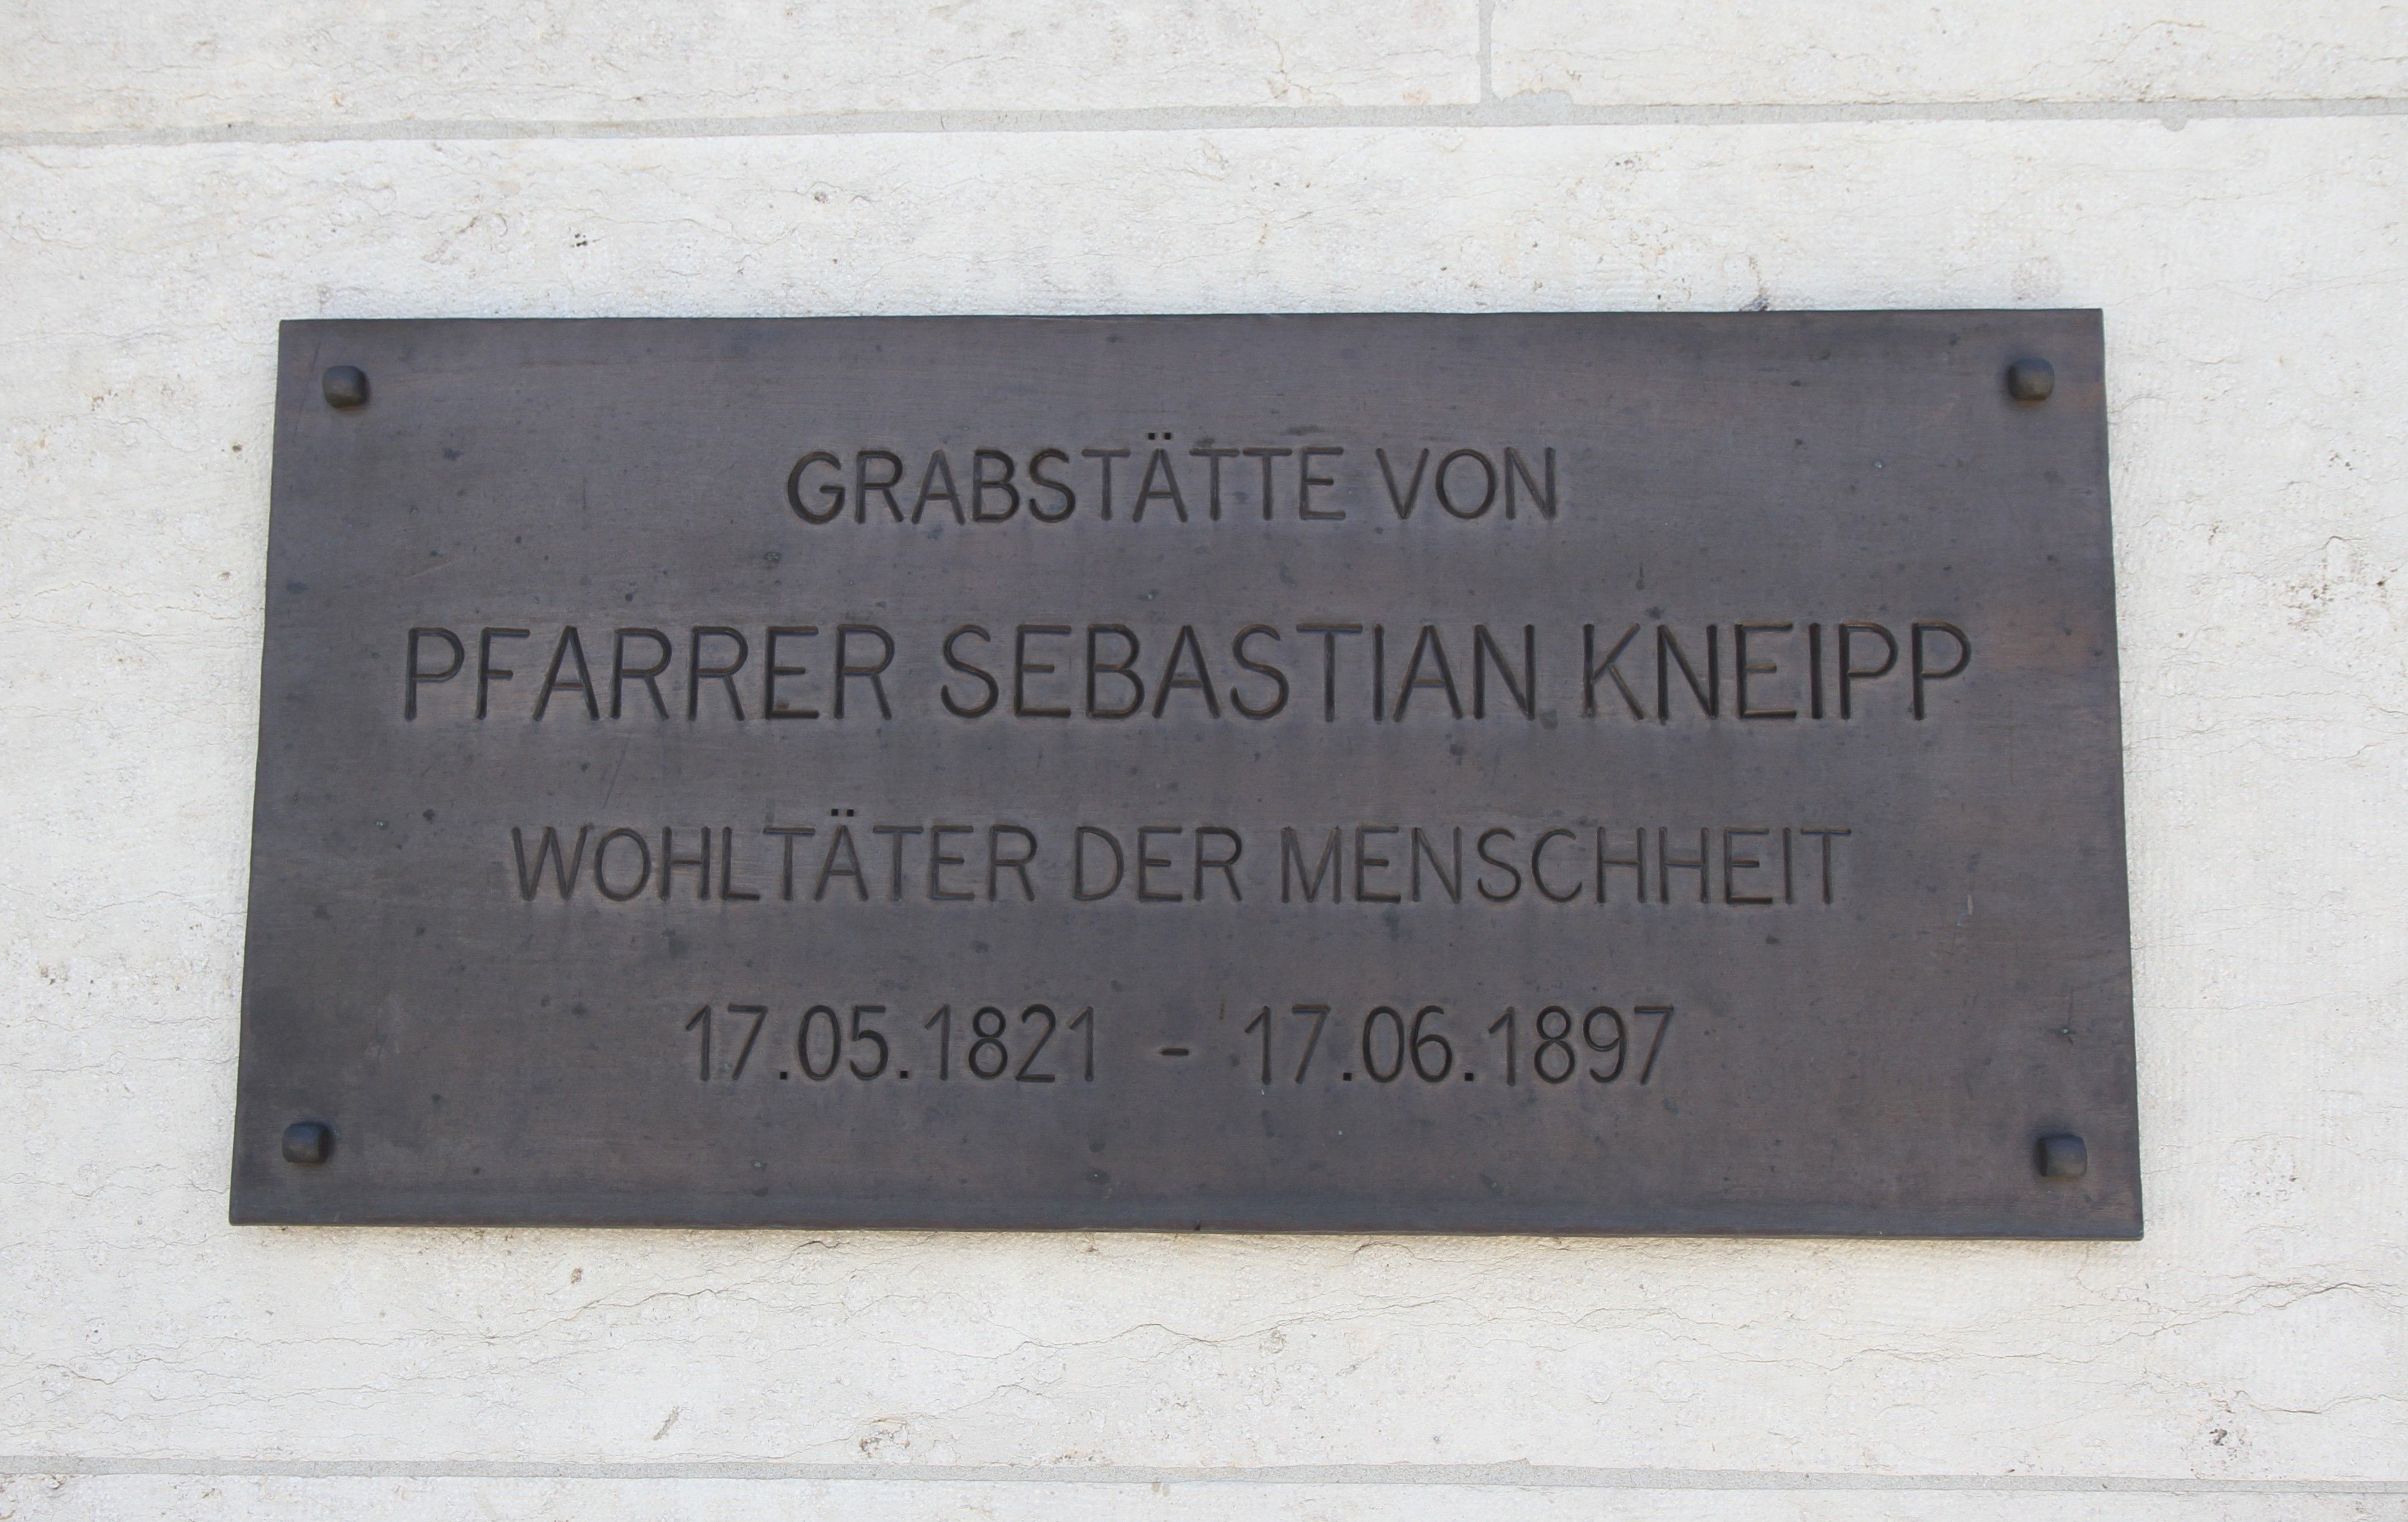 GRABSTÄTTE VON
PFARRER SEBASTIAN KNEIPP
WOHLTÄTER DER MENSCHHEIT
17.05.1821 - 17.06.1897